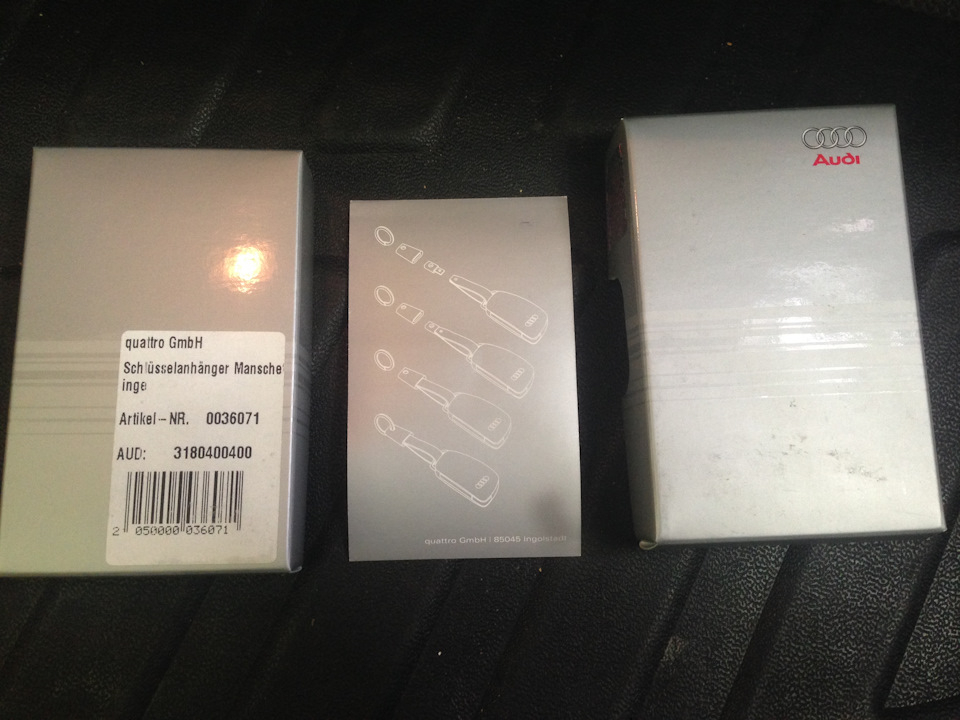 quattro GmbH
Schlüsselanhänger Mansche
inge
Artikel-NR. 0036071
AUD: 3180400400
2 050000 036071
quattro GmbH | 85045 Ingolstadt
Audi